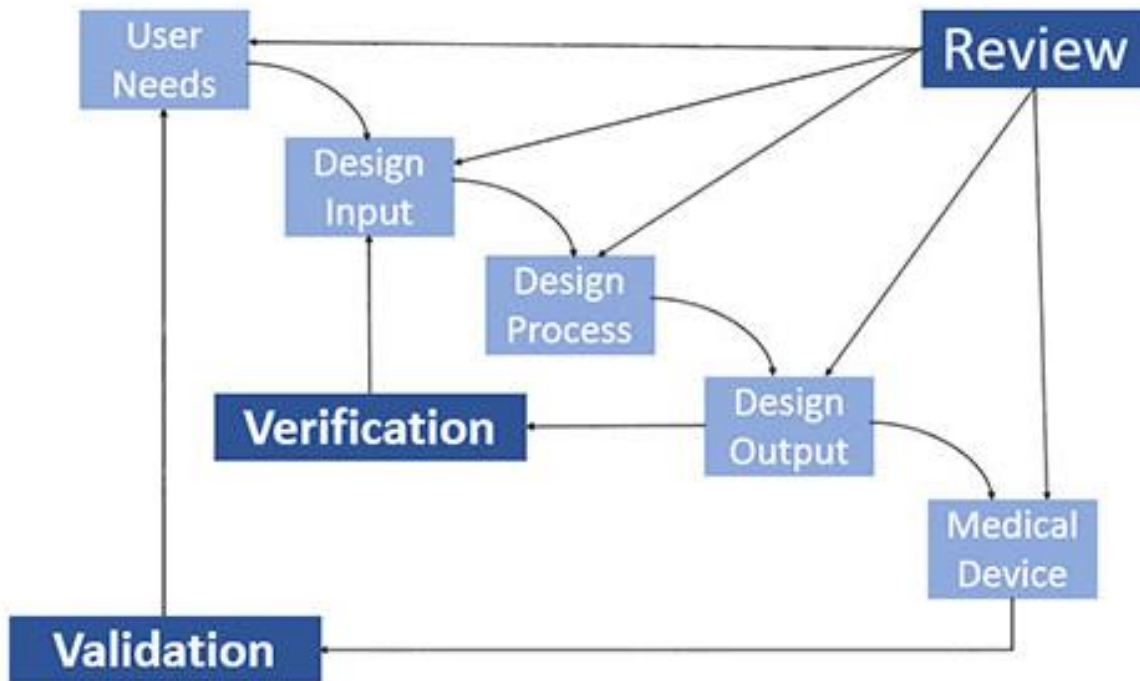 User
Needs
Review
Design
Input
Design
Process
Verification
Design
Output
Medical
Device
Validation